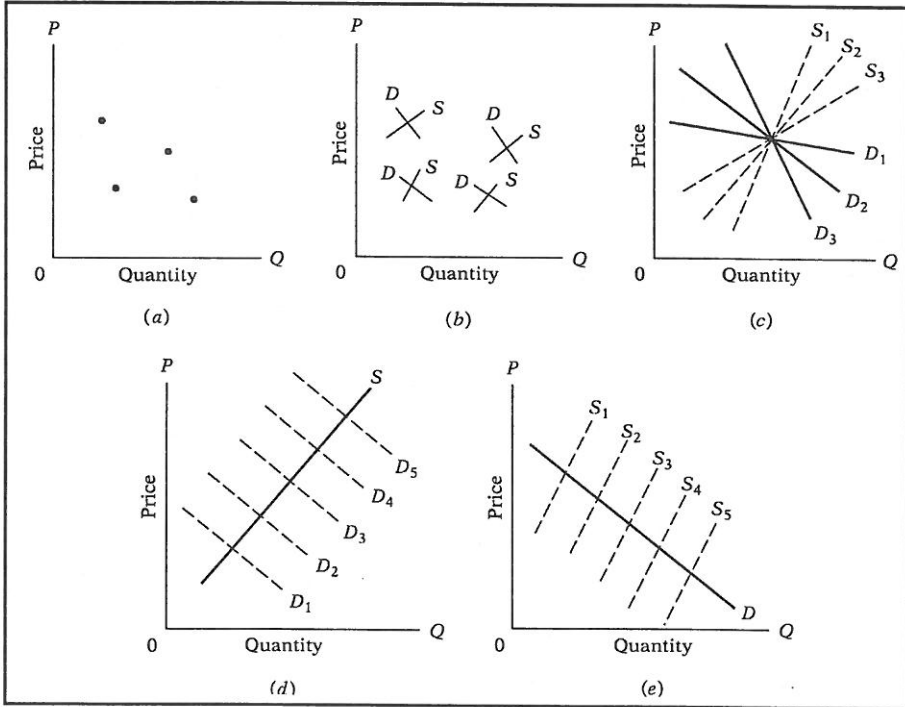 P
Price
0
Quantity
Q
(a)
P
Price
D
S
D
S
D
S
D
S
0
Quantity
Q
(b)
P
Price
S1
S2
S3
D1
D2
D3
0
Quantity
Q
(c)
P
Price
S
D5
D4
D3
D2
D1
0
Quantity
Q
(d)
P
Price
S1
S2
S3
S4
S5
D
0
Quantity
Q
(e)